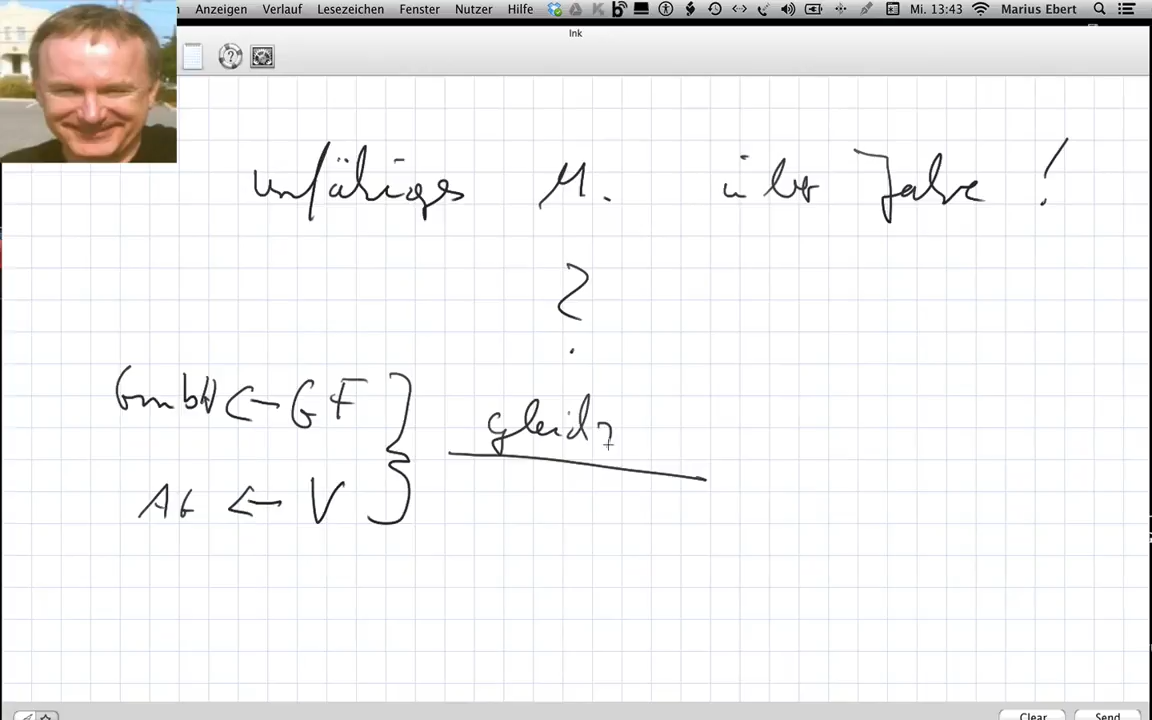 Anzeigen Verlauf Lesezeichen Fenster Nutzer Hilfe Mi. 13:43 Marius Ebert
Ink
unfähiges M. über Jahre!
?
GmbH ← GF
gleich
AG ← V
Clear Send